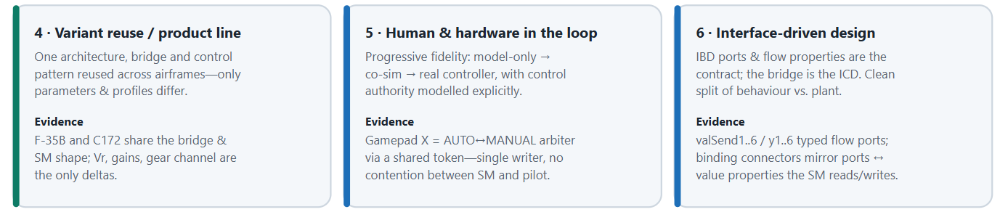 4 · Variant reuse / product line
One architecture, bridge and control
pattern reused across airframes—only
parameters & profiles differ.
Evidence
F-35B and C172 share the bridge &
SM shape; Vr, gains, gear channel are
the only deltas.
5 · Human & hardware in the loop
Progressive fidelity: model-only →
co-sim → real controller, with control
authority modelled explicitly.
Evidence
Gamepad X = AUTO↔MANUAL arbiter
via a shared token—single writer, no
contention between SM and pilot.
6 · Interface-driven design
IBD ports & flow properties are the
contract; the bridge is the ICD. Clean
split of behaviour vs. plant.
Evidence
valSend1..6 / y1..6 typed flow ports;
binding connectors mirror ports ↔
value properties the SM reads/writes.